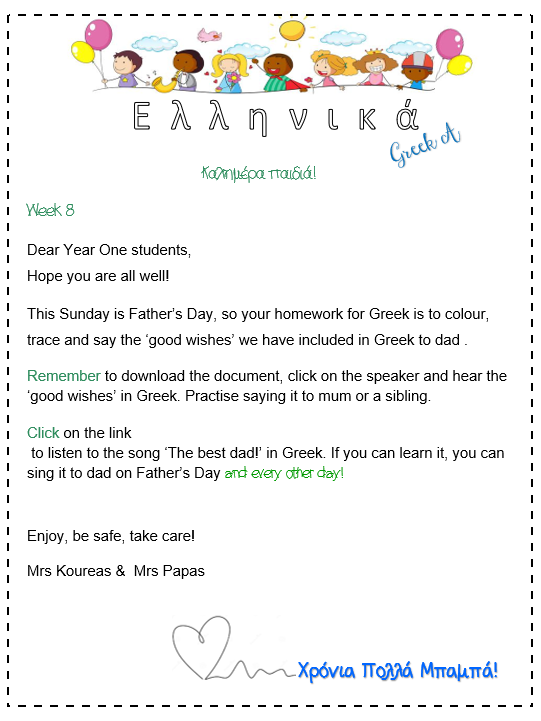 Ελληνικά
Greek A
Καλημέρα παιδιά!
Week 8
Dear Year One students,
Hope you are all well!
This Sunday is Father’s Day, so your homework for Greek is to colour,
trace and say the ‘good wishes’ we have included in Greek to dad .
Remember to download the document, click on the speaker and hear the
‘good wishes’ in Greek. Practise saying it to mum or a sibling.
Click on the link
to listen to the song ‘The best dad!’ in Greek. If you can learn it, you can
sing it to dad on Father’s Day and every other day!
Enjoy, be safe, take care!
Mrs Koureas & Mrs Papas
Χρόνια Πολλά Μπαμπά!